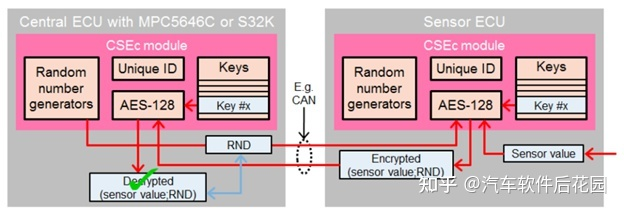 Central ECU with MPC5646C or S32K
CSEc module
Random
number
generators
Unique ID
AES-128
Keys
Key #x
RND
Decrypted
(sensor value;RND)
E.g.
CAN
Sensor ECU
CSEc module
Random
number
generators
Unique ID
AES-128
Keys
Key #x
Encrypted
(sensor value;RND)
Sensor value
知乎 @汽车软件后花园